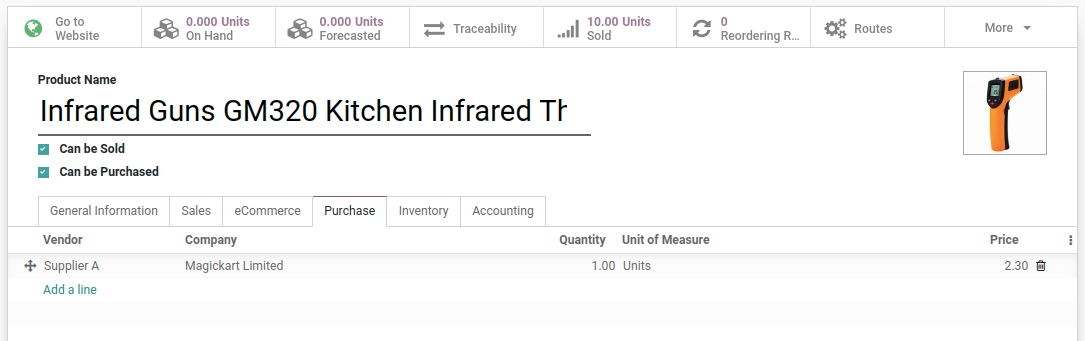 Go to
Website
0.000 Units
On Hand
0.000 Units
Forecasted
Traceability
10.00 Units
Sold
0
Reordering R...
Routes
More
Product Name
Infrared Guns GM320 Kitchen Infrared Th
Can be Sold
Can be Purchased
General Information Sales eCommerce Purchase Inventory Accounting
Vendor Company Quantity Unit of Measure Price
Supplier A Magickart Limited 1.00 Units 2.30
Add a line